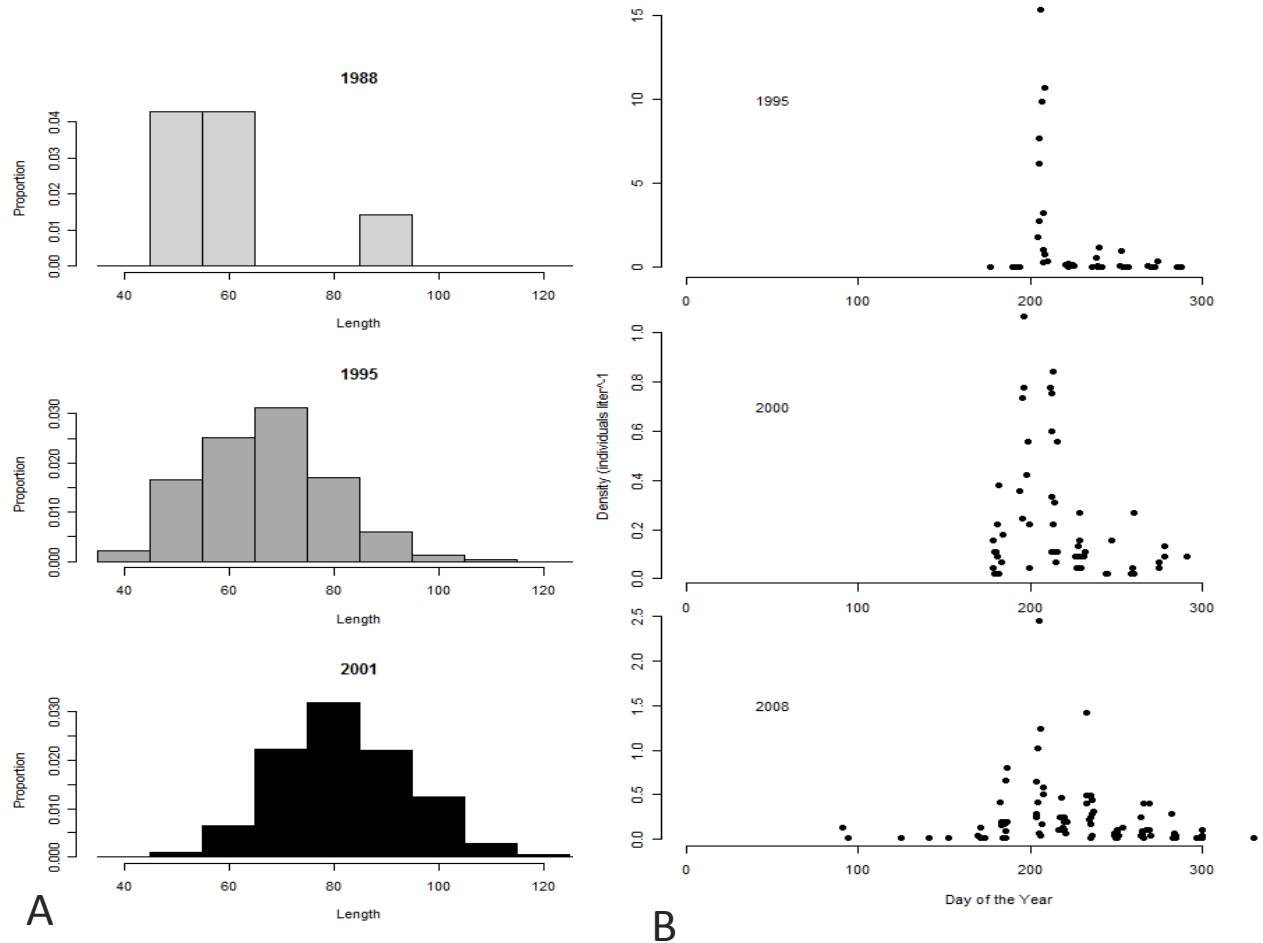 1988
Proportion
0.00 0.01 0.02 0.03 0.04
40 60 80 100 120
Length
1995
Proportion
0.000 0.010 0.020 0.030
40 60 80 100 120
Length
2001
Proportion
0.000 0.010 0.020 0.030
40 60 80 100 120
Length
A
1995
0 5 10 15
0 100 200 300
Density (individuals liter^-1
2000
0.0 0.2 0.4 0.6 0.8 1.0
0 100 200 300
2008
0.0 0.5 1.0 1.5 2.0 2.5
0 100 200 300
Day of the Year
B